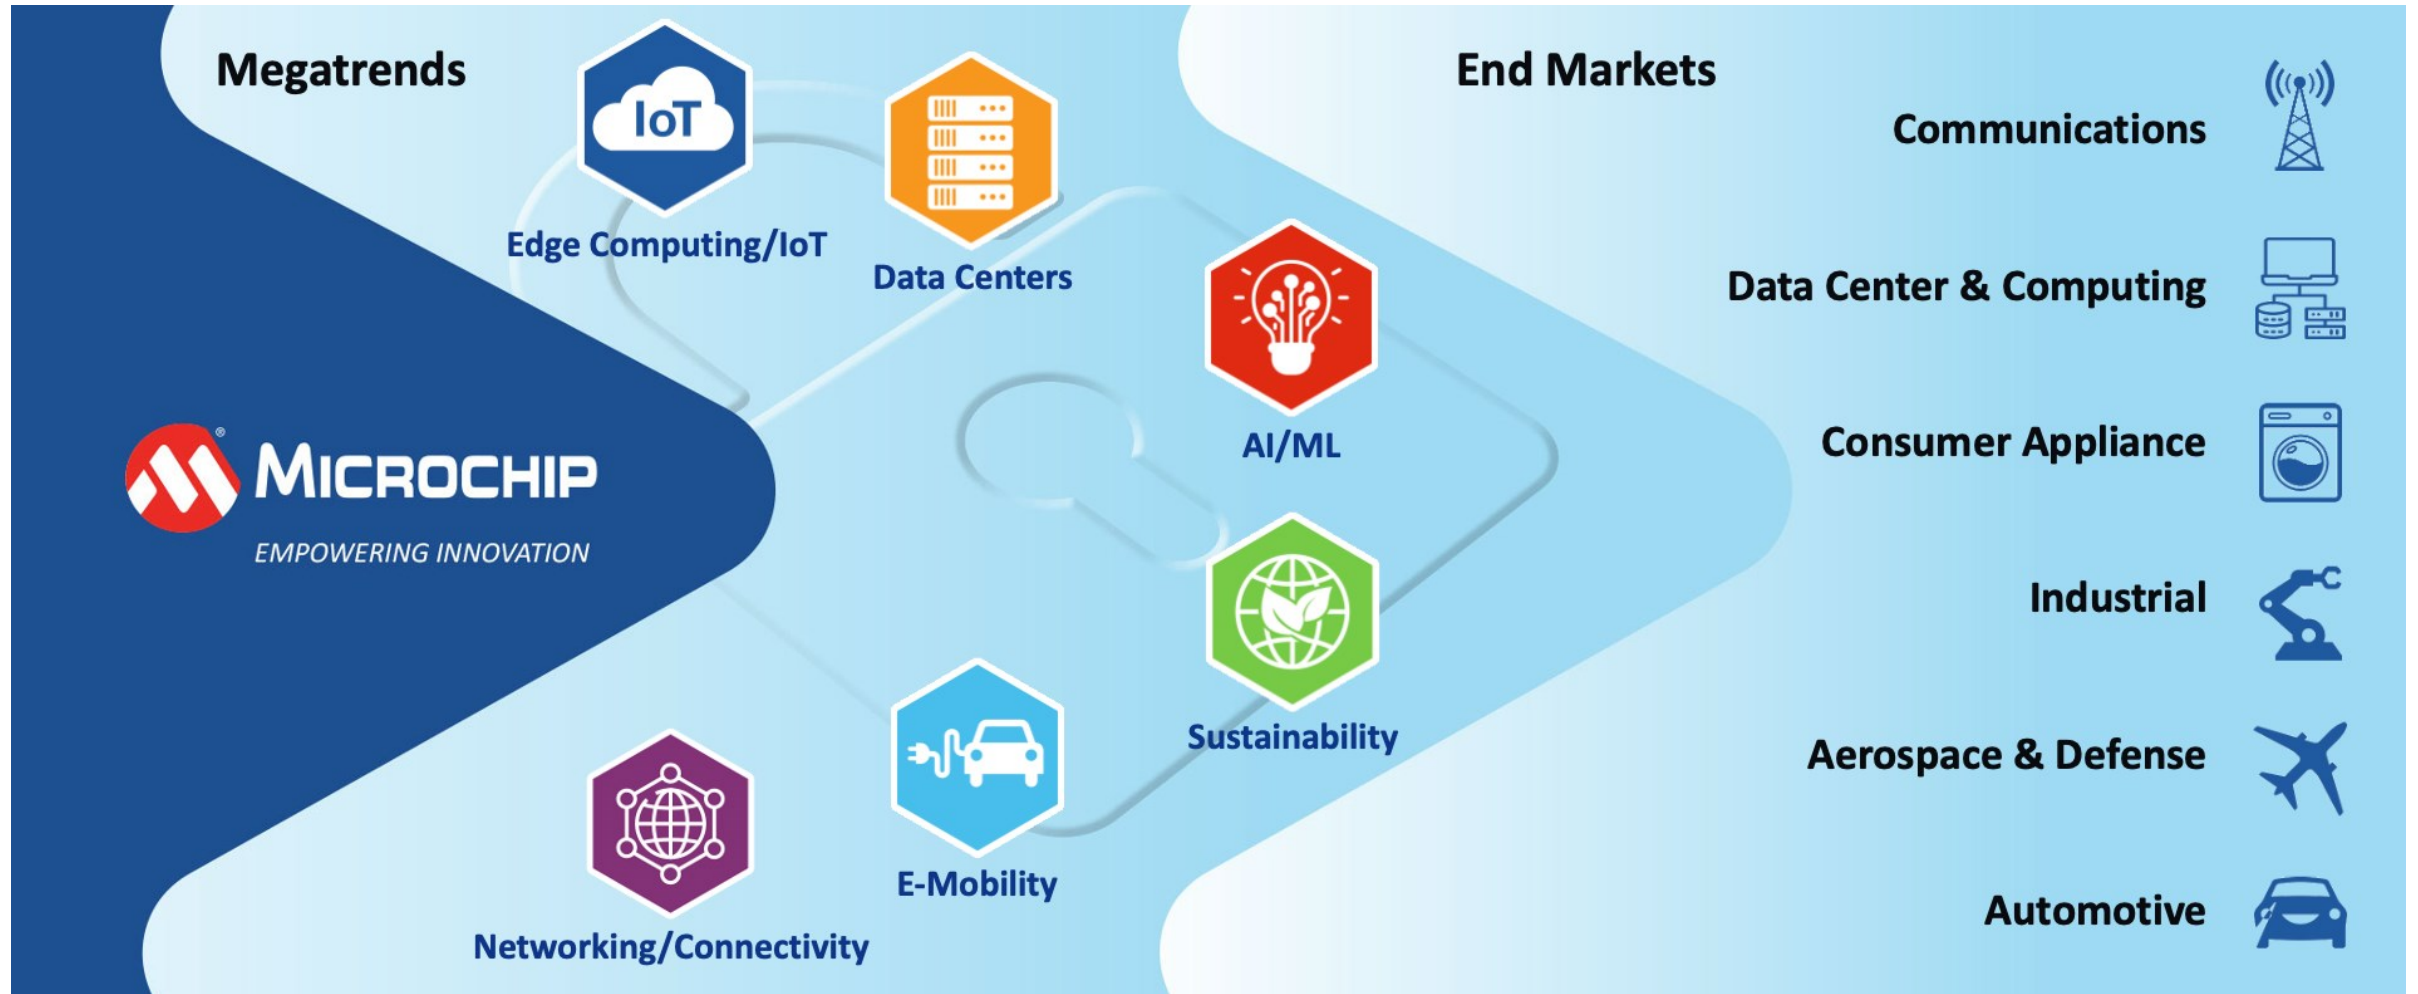 Megatrends
IoT
Edge Computing/IoT
Data Centers
AI/ML
Sustainability
E-Mobility
Networking/Connectivity
MICROCHIP®
EMPOWERING INNOVATION
End Markets
Communications
Data Center & Computing
Consumer Appliance
Industrial
Aerospace & Defense
Automotive